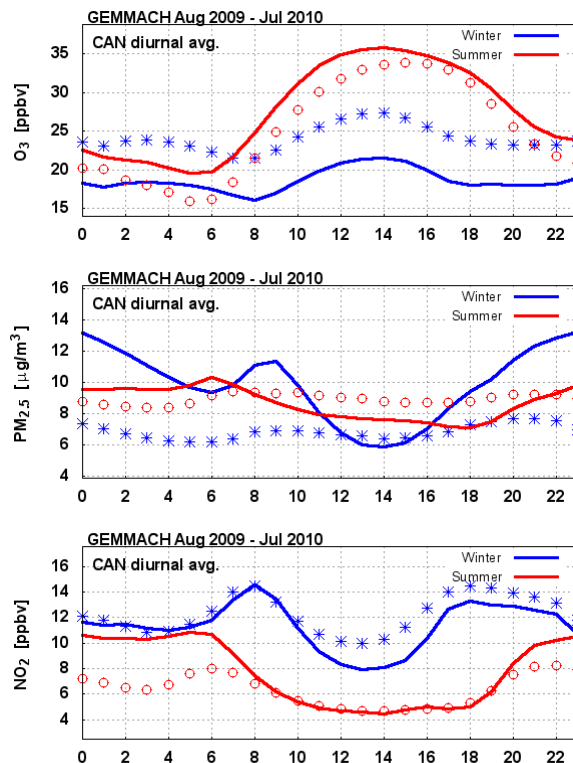 GEMMACH Aug 2009 - Jul 2010
CAN diurnal avg.
Winter
Summer
O3 [ppbv]
35
30
25
20
15
0 2 4 6 8 10 12 14 16 18 20 22
GEMMACH Aug 2009 - Jul 2010
CAN diurnal avg.
Winter
Summer
PM2.5 [μg/m3]
16
14
12
10
8
6
4
0 2 4 6 8 10 12 14 16 18 20 22
GEMMACH Aug 2009 - Jul 2010
CAN diurnal avg.
Winter
Summer
NO2 [ppbv]
16
14
12
10
8
6
4
0 2 4 6 8 10 12 14 16 18 20 22